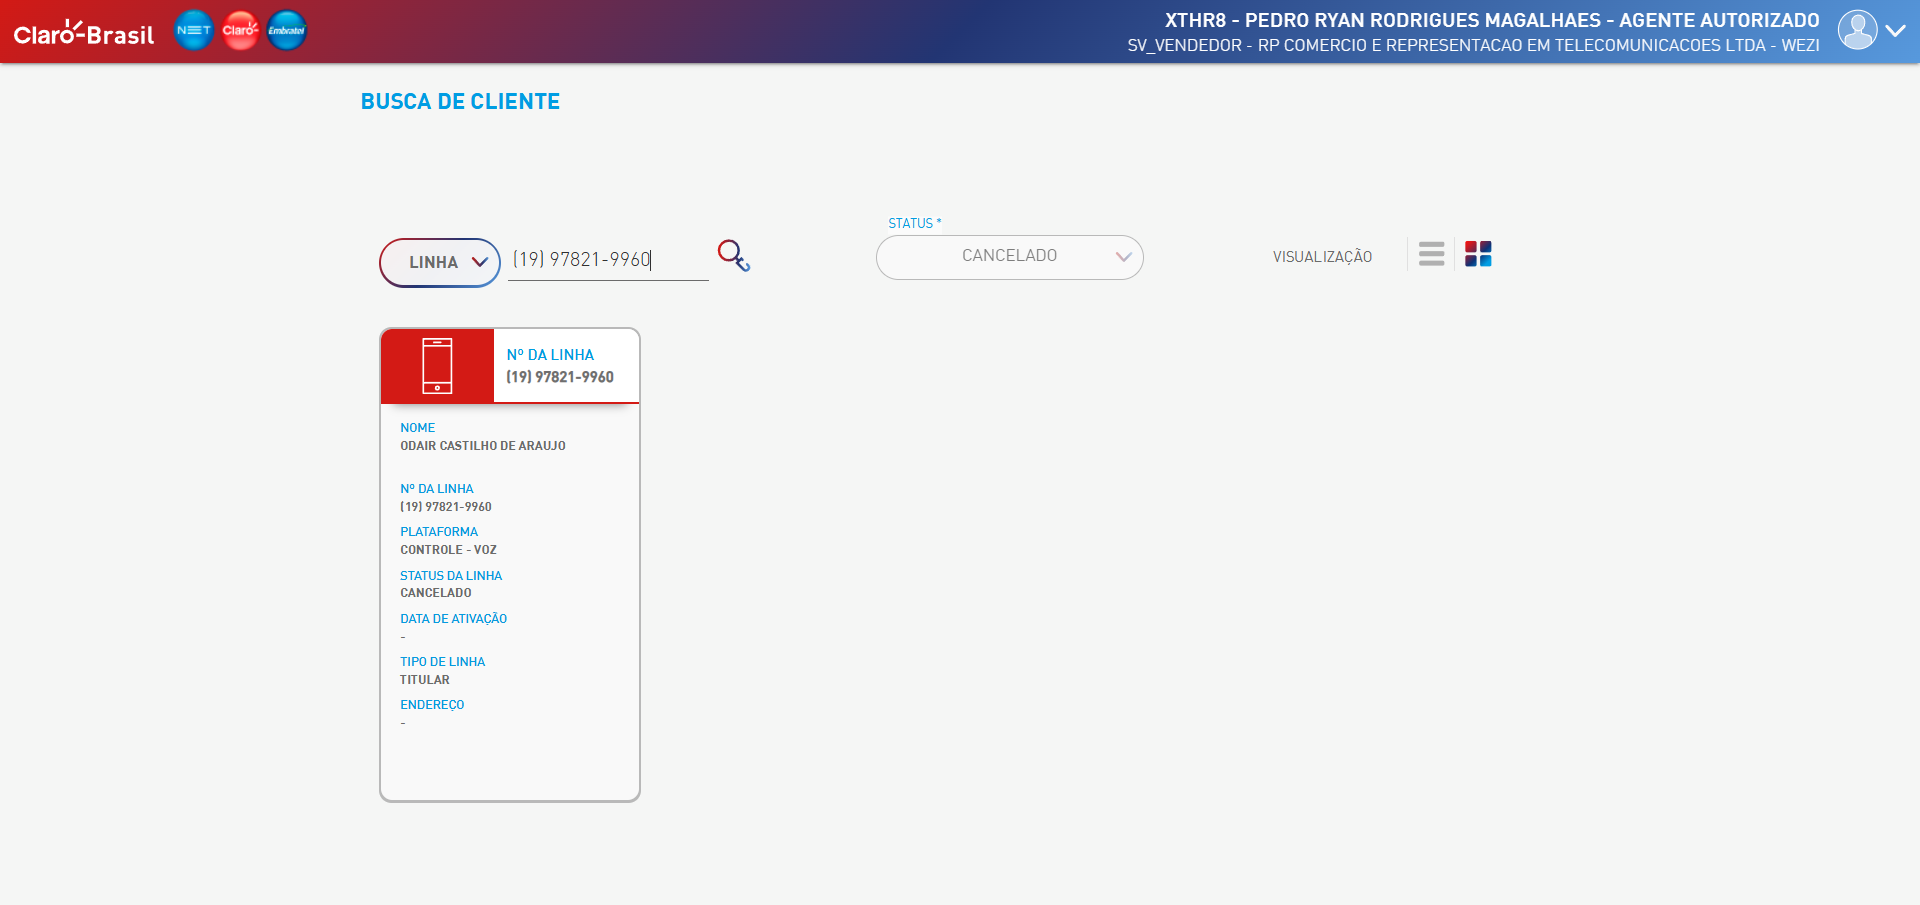 Claro-Brasil
NET
Claro
Embratel
XTHR8 - PEDRO RYAN RODRIGUES MAGALHAES - AGENTE AUTORIZADO
SV_VENDEDOR - RP COMERCIO E REPRESENTACAO EM TELECOMUNICACOES LTDA - WEZI
BUSCA DE CLIENTE
LINHA
(19) 97821-9960
STATUS *
CANCELADO
VISUALIZAÇÃO
Nº DA LINHA
(19) 97821-9960
NOME
ODAIR CASTILHO DE ARAUJO
Nº DA LINHA
(19) 97821-9960
PLATAFORMA
CONTROLE - VOZ
STATUS DA LINHA
CANCELADO
DATA DE ATIVAÇÃO
-
TIPO DE LINHA
TITULAR
ENDEREÇO
-